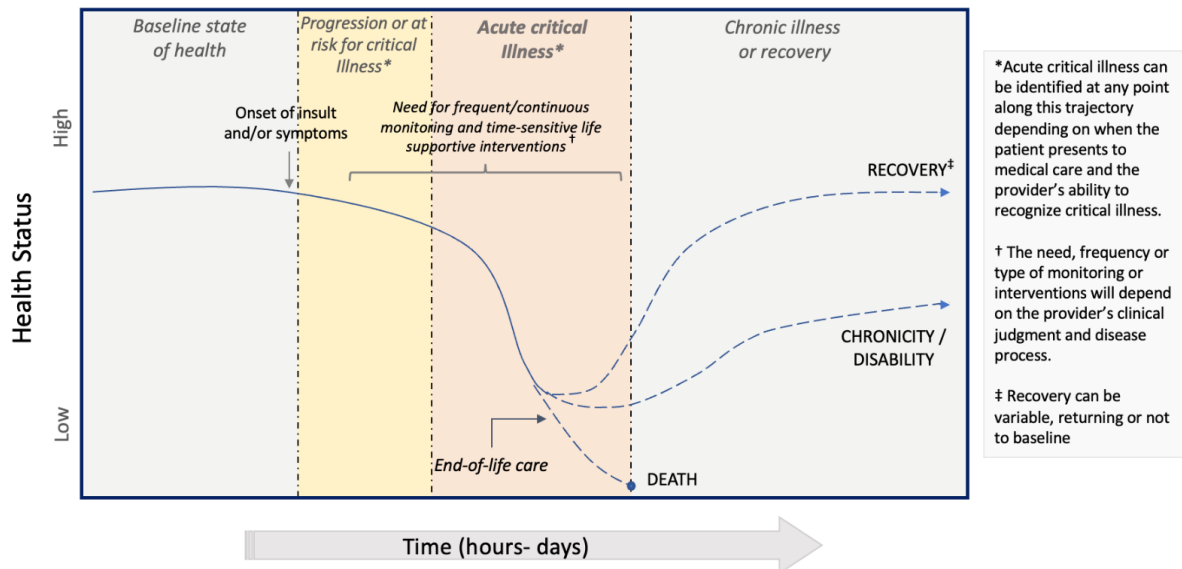 Baseline state
of health
Progression or at
risk for critical
Illness*
Acute critical
Illness*
Chronic illness
or recovery
Onset of insult
and/or symptoms
Need for frequent/continuous
monitoring and time-sensitive life
supportive interventions †
High
Health Status
Low
RECOVERY‡
CHRONICITY /
DISABILITY
End-of-life care
DEATH
Time (hours- days)
*Acute critical illness can
be identified at any point
along this trajectory
depending on when the
patient presents to
medical care and the
provider’s ability to
recognize critical illness.
† The need, frequency or
type of monitoring or
interventions will depend
on the provider’s clinical
judgment and disease
process.
‡ Recovery can be
variable, returning or not
to baseline